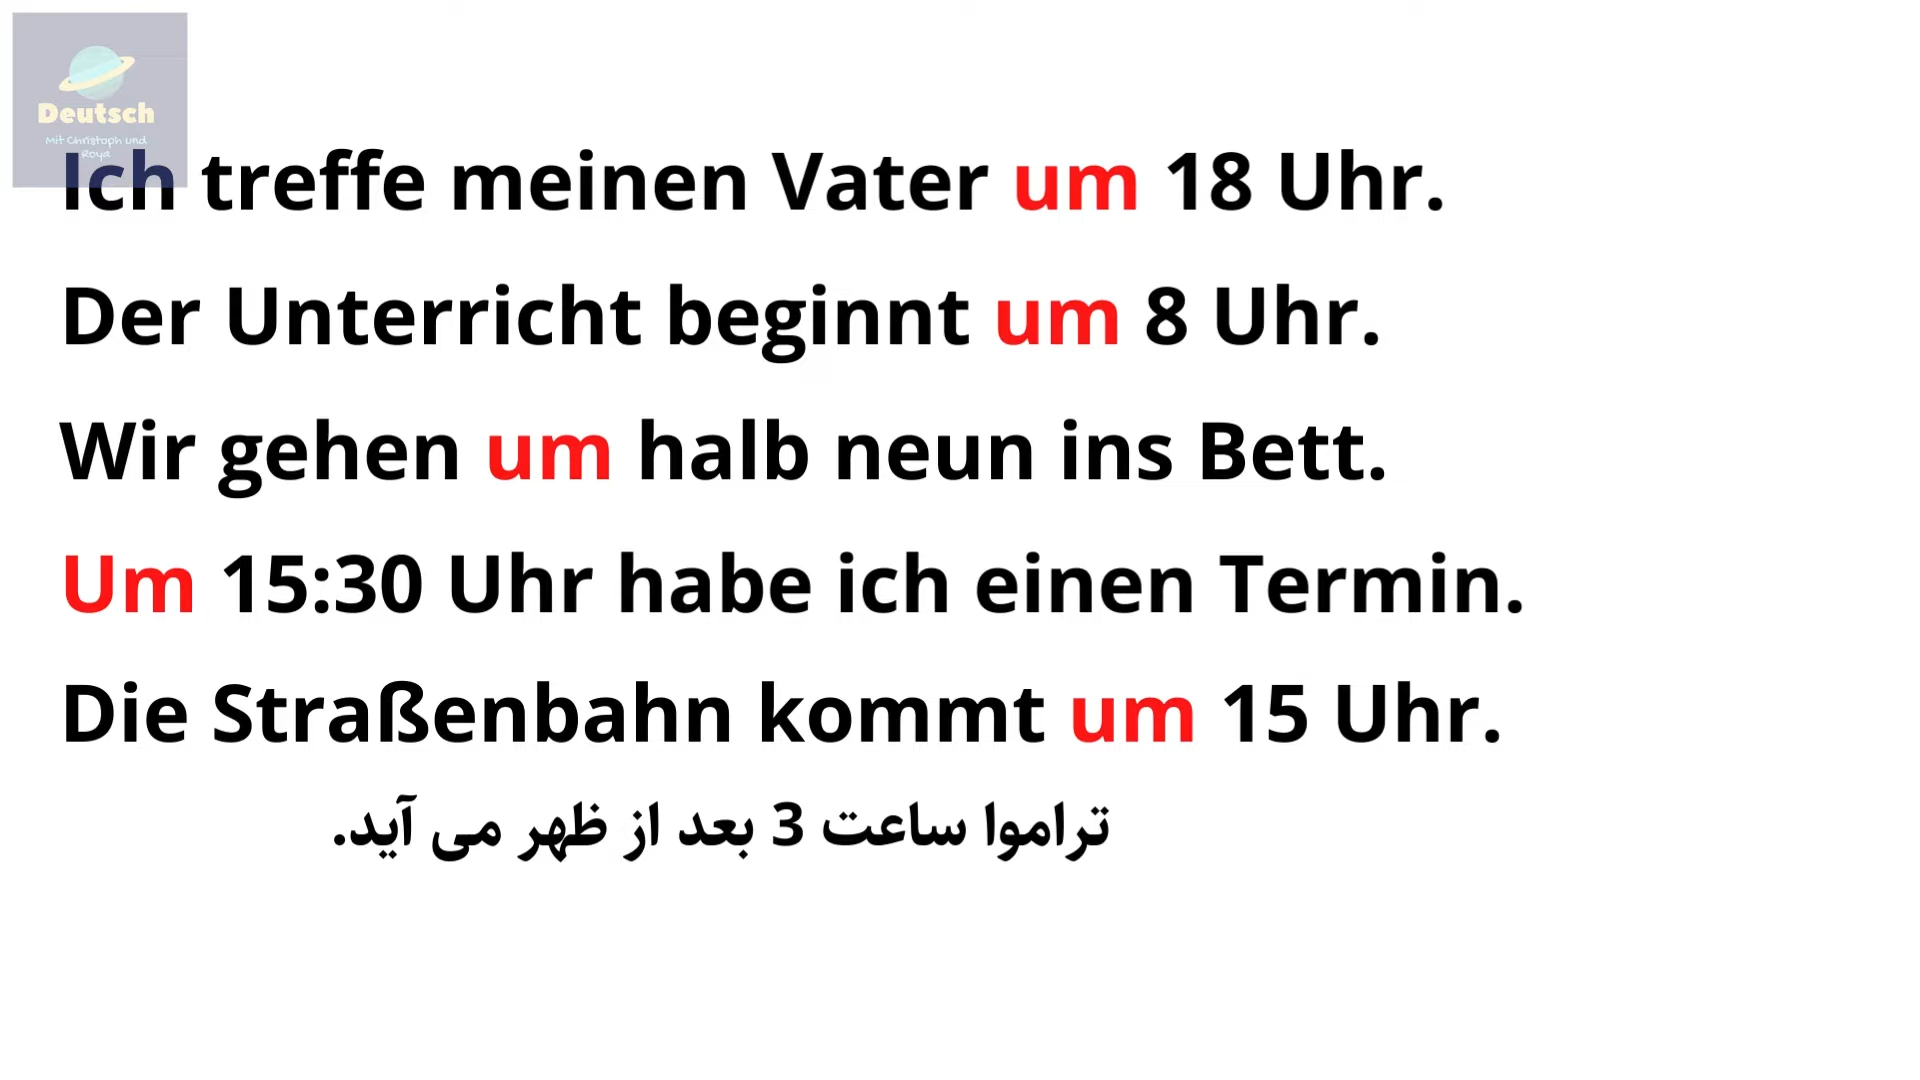 Deutsch
Mit Christoph und
Roya
Ich treffe meinen Vater um 18 Uhr.
Der Unterricht beginnt um 8 Uhr.
Wir gehen um halb neun ins Bett.
Um 15:30 Uhr habe ich einen Termin.
Die Straßenbahn kommt um 15 Uhr.
تراموا ساعت 3 بعد از ظهر می آید.